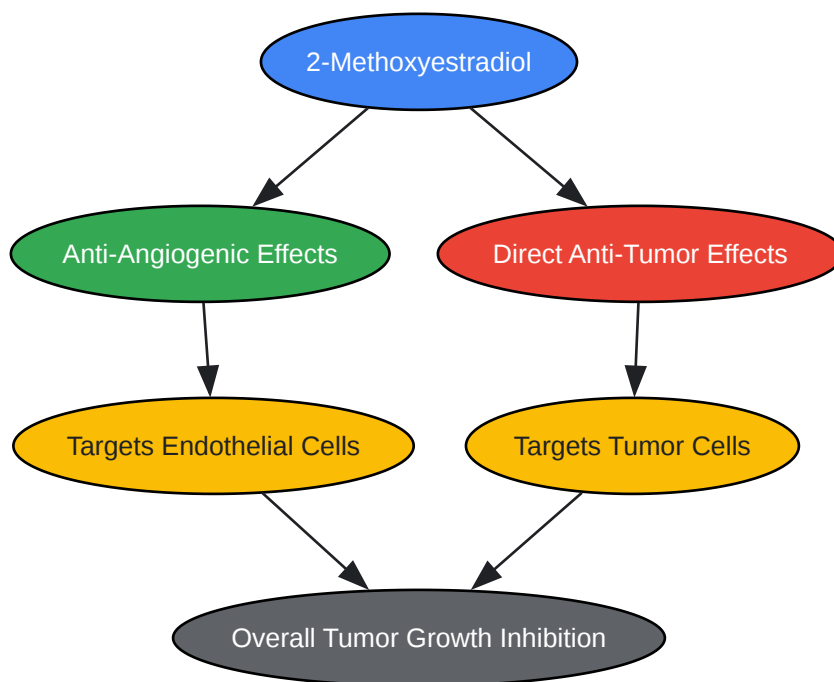 2-Methoxyestradiol
Anti-Angiogenic Effects
Direct Anti-Tumor Effects
Targets Endothelial Cells
Targets Tumor Cells
Overall Tumor Growth Inhibition